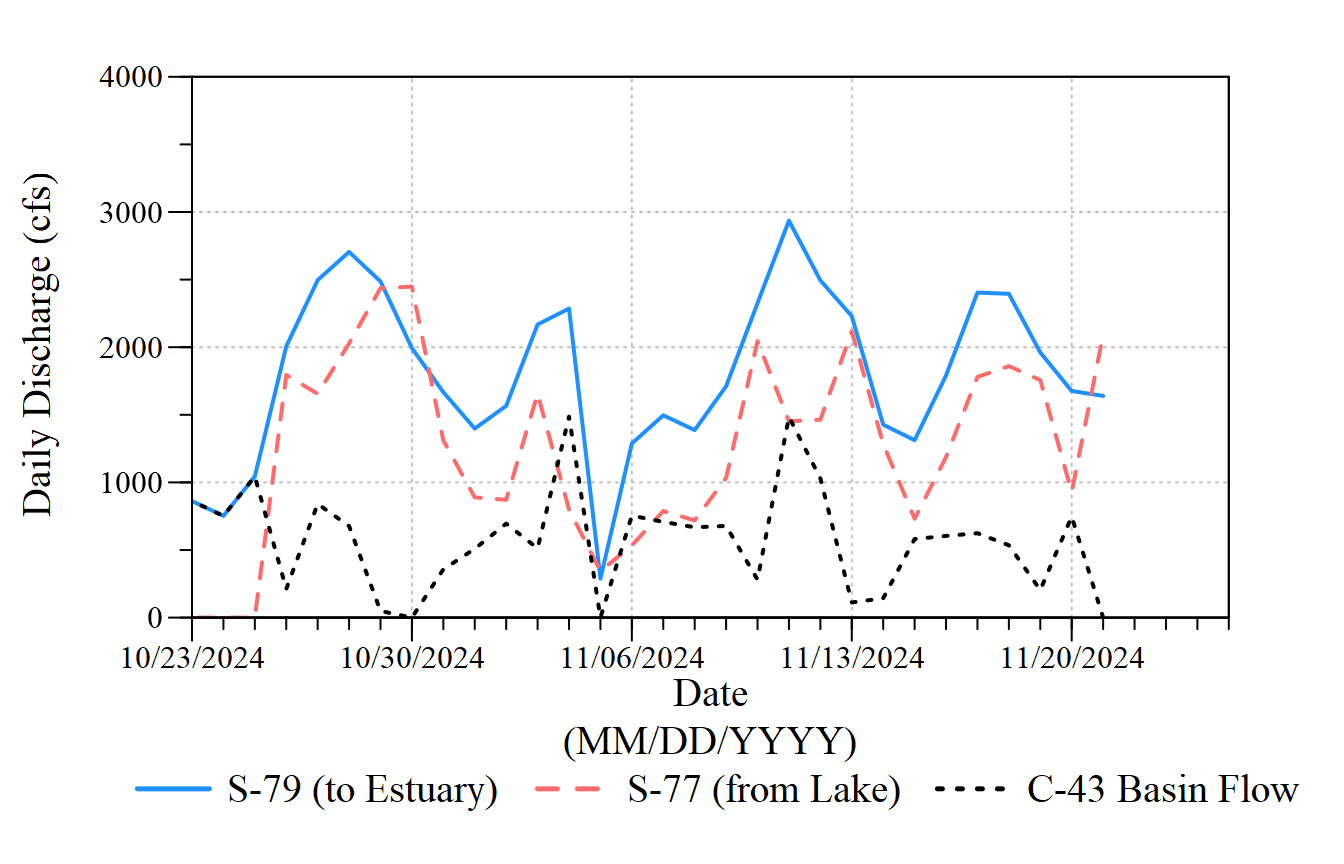 4000
3000
2000
1000
0
Daily Discharge (cfs)
10/23/2024 10/30/2024 11/06/2024 11/13/2024 11/20/2024
Date
(MM/DD/YYYY)
S-79 (to Estuary) S-77 (from Lake) C-43 Basin Flow